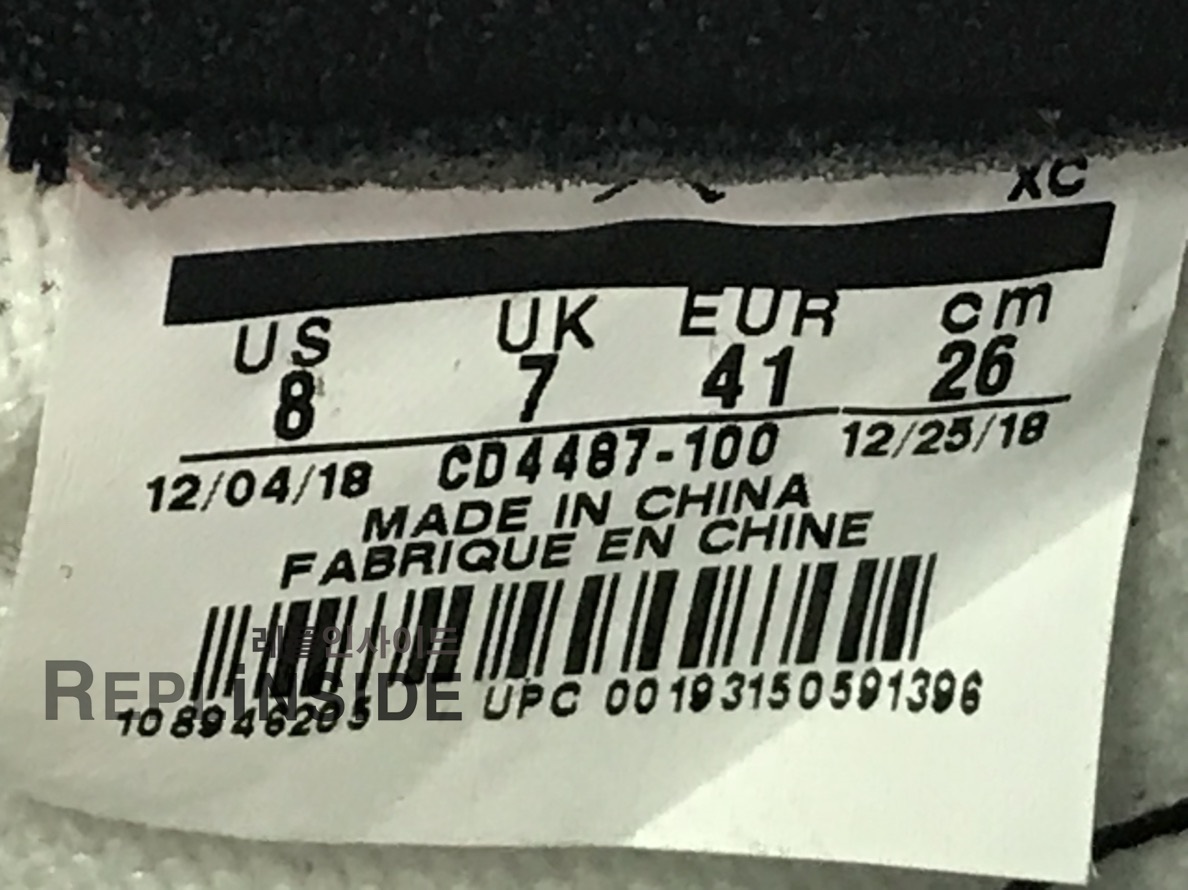 XC
US UK EUR cm
8 7 41 26
12/04/18 CD4487-100 12/25/18
MADE IN CHINA
FABRIQUE EN CHINE
레플인사이드
REPLINSIDE
108946205 UPC 00193150591396